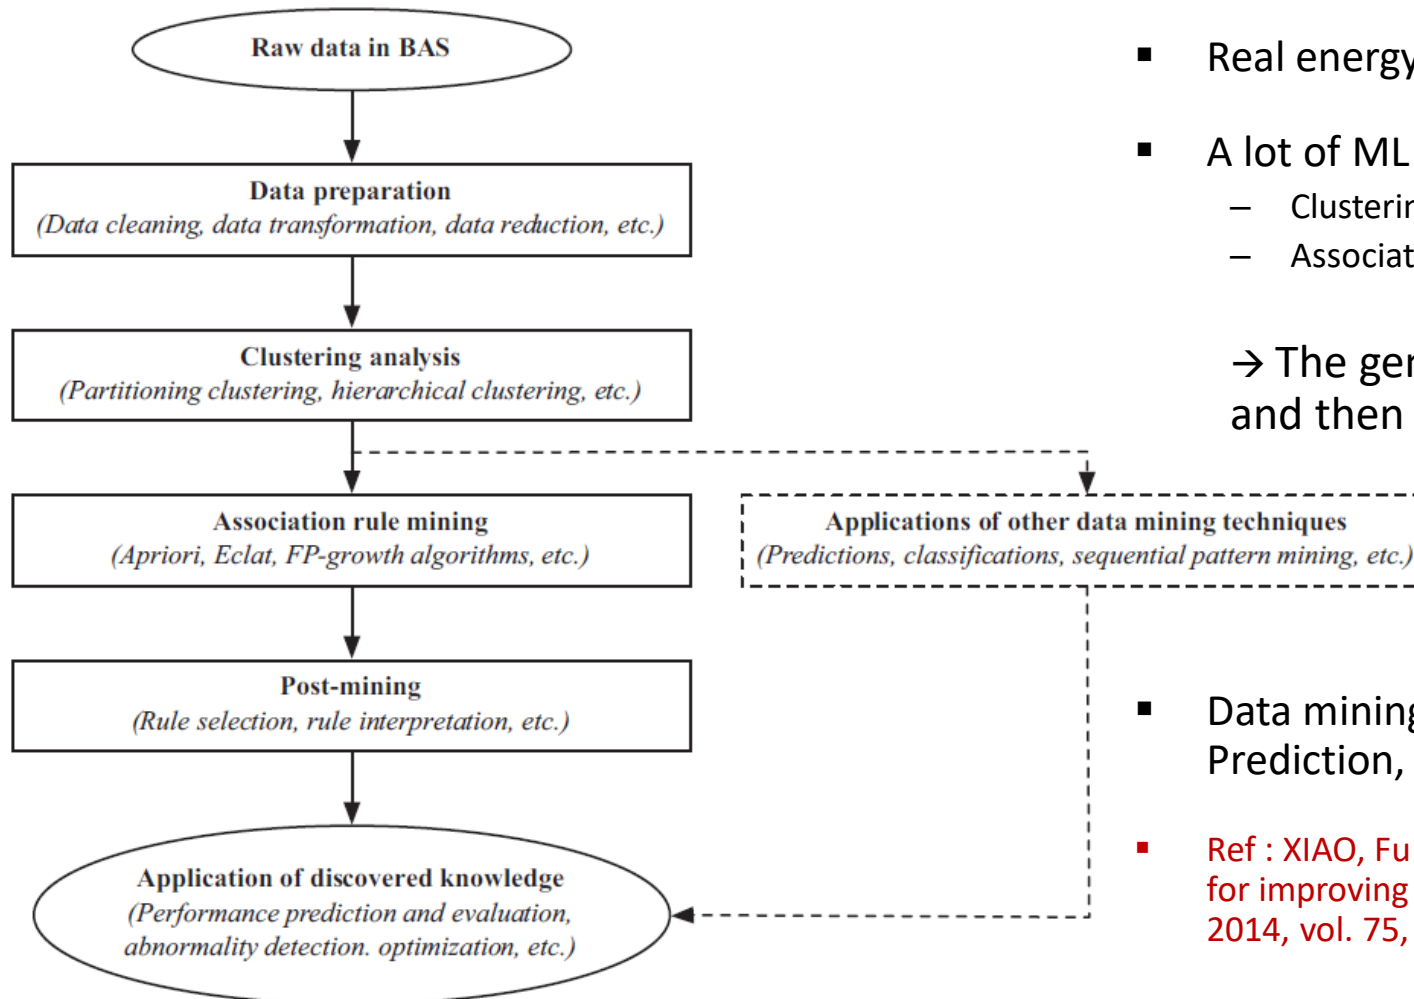 Raw data in BAS
Data preparation
(Data cleaning, data transformation, data reduction, etc.)
Clustering analysis
(Partitioning clustering, hierarchical clustering, etc.)
Association rule mining
(Apriori, Eclat, FP-growth algorithms, etc.)
Applications of other data mining techniques
(Predictions, classifications, sequential pattern mining, etc.)
Post-mining
(Rule selection, rule interpretation, etc.)
Application of discovered knowledge
(Performance prediction and evaluation,
abnormality detection. optimization, etc.)
▪ Real energy
▪ A lot of ML
– Clusterin
– Associat
→ The ger
and then
▪ Data mining
Prediction,
▪ Ref : XIAO, Fu
for improving
2014, vol. 75,